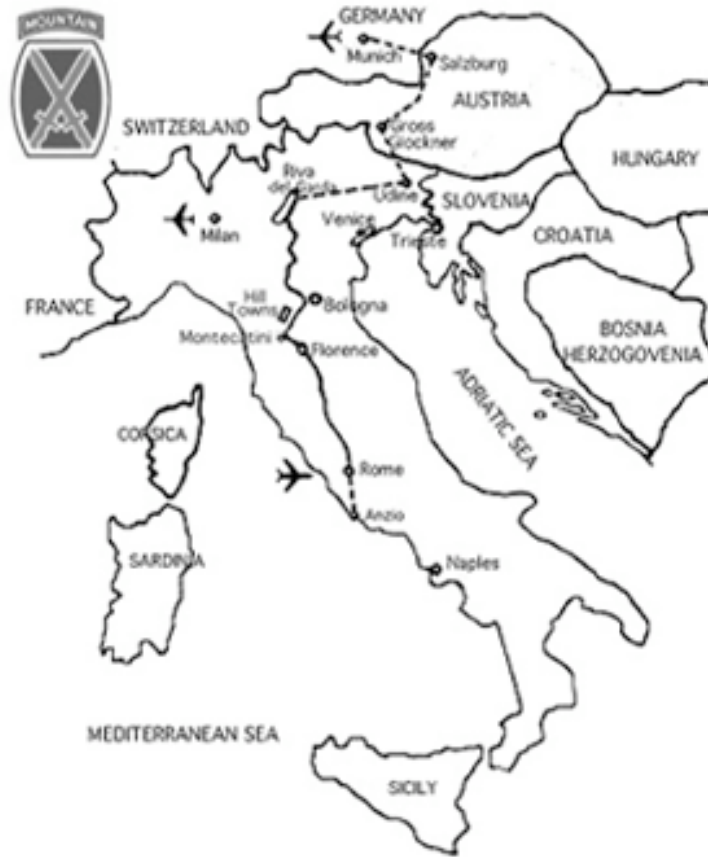 MOUNTAIN
GERMANY
Munich
Salzburg
AUSTRIA
SWITZERLAND
Gross
Glockner
HUNGARY
Riva
del Garda
Udine
SLOVENIA
Milan
Venice
Trieste
CROATIA
FRANCE
Hill
Towns
Bologna
Montecatini
Florence
BOSNIA
HERZOGOVENIA
ADRIATIC SEA
CORSICA
Rome
Anzio
SARDINIA
Naples
MEDITERRANEAN SEA
SICILY